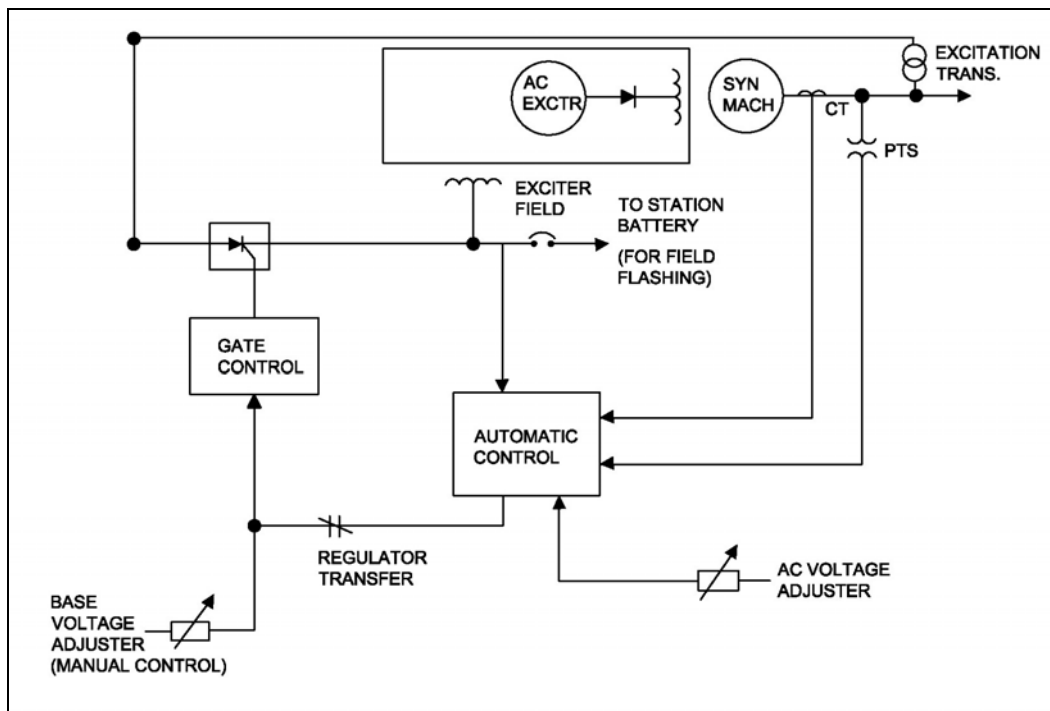 EXCITATION
TRANS.
AC
EXCTR
SYN
MACH
CT
PTS
EXCITER
FIELD
TO STATION
BATTERY
(FOR FIELD
FLASHING)
GATE
CONTROL
AUTOMATIC
CONTROL
REGULATOR
TRANSFER
AC VOLTAGE
ADJUSTER
BASE
VOLTAGE
ADJUSTER
(MANUAL CONTROL)